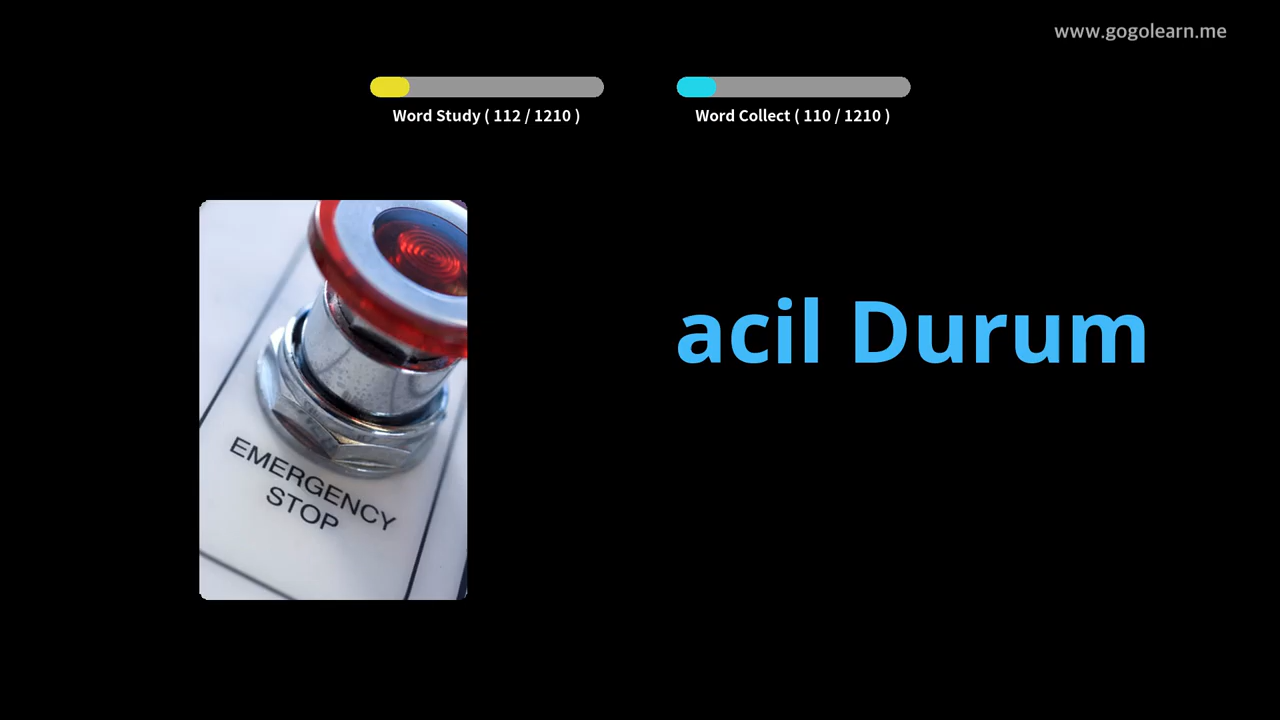 www.gogolearn.me
Word Study ( 112 / 1210 )
Word Collect ( 110 / 1210 )
acil Durum
EMERGENCY
STOP